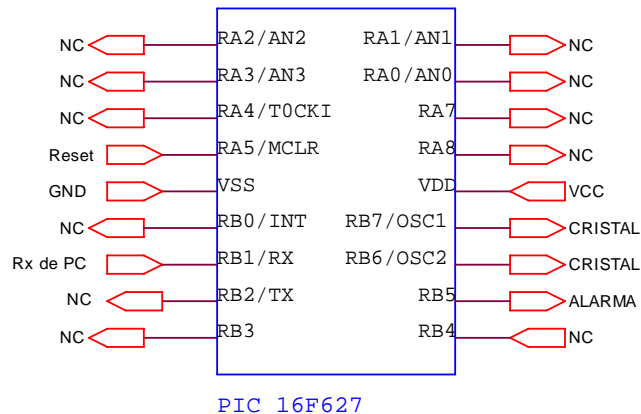 NC RA2/AN2 RA1/AN1 NC
NC RA3/AN3 RA0/AN0 NC
NC RA4/T0CKI RA7 NC
Reset RA5/MCLR RA8 NC
GND VSS VDD VCC
NC RB0/INT RB7/OSC1 CRISTAL
Rx de PC RB1/RX RB6/OSC2 CRISTAL
NC RB2/TX RB5 ALARMA
NC RB3 RB4 NC
PIC 16F627